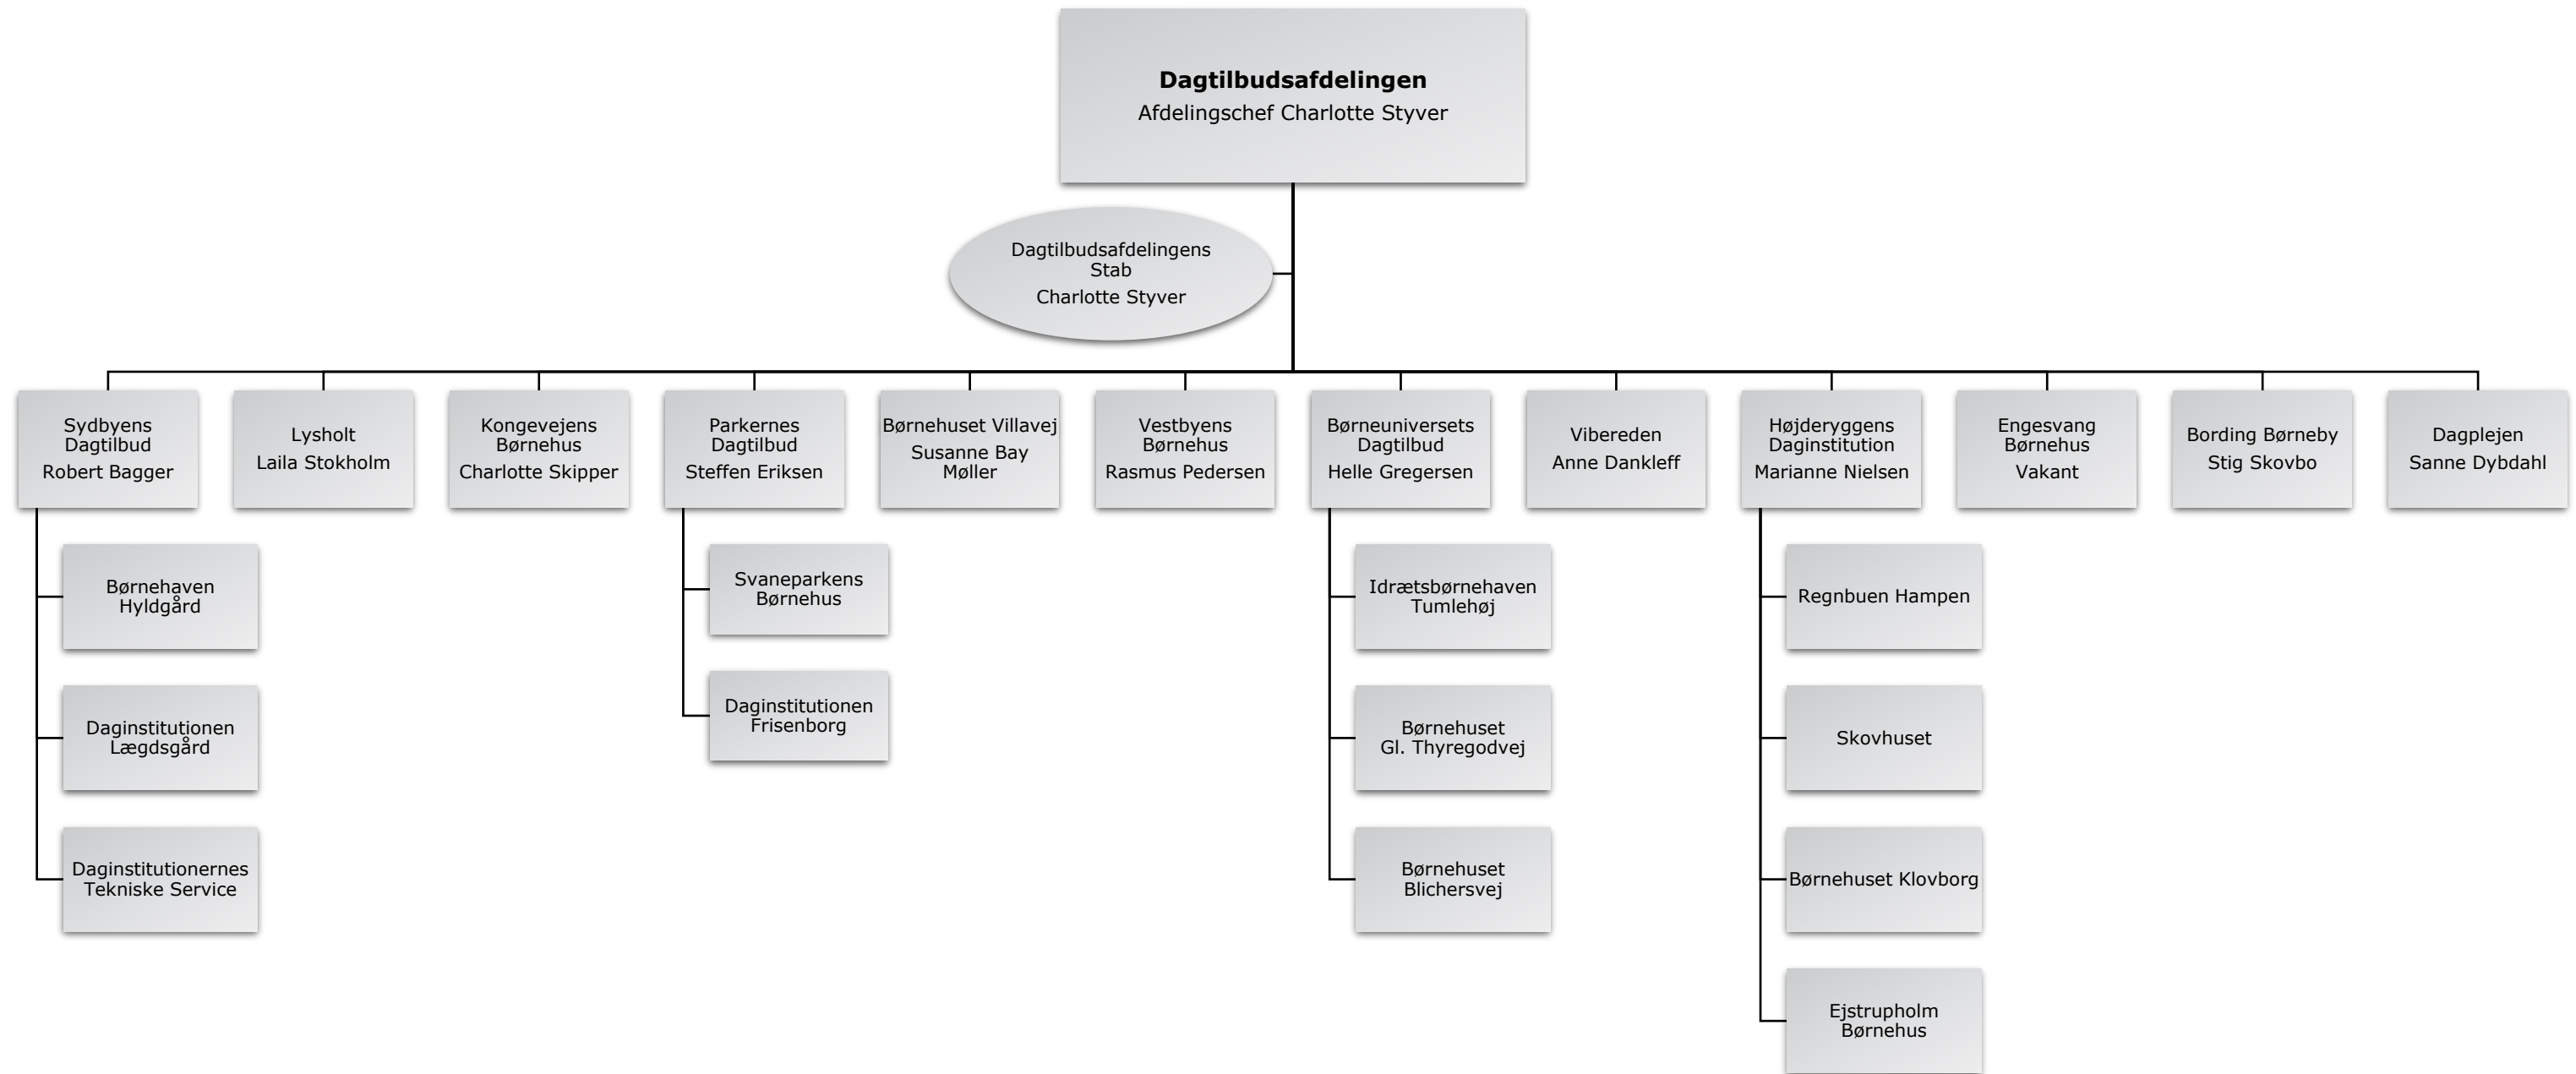 Dagtilbudsafdelingen
Afdelingschef Charlotte Styver
Dagtilbudsafdelingens
Stab
Charlotte Styver
Sydbyens
Dagtilbud
Robert Bagger
Lysholt
Laila Stokholm
Kongevejens
Børnehus
Charlotte Skipper
Parkernes
Dagtilbud
Steffen Eriksen
Børnehuset Villavej
Susanne Bay
Møller
Vestbyens
Børnehus
Rasmus Pedersen
Børneuniversets
Dagtilbud
Helle Gregersen
Vibereden
Anne Dankleff
Højderyggens
Daginstitution
Marianne Nielsen
Engesvang
Børnehus
Vakant
Bording Børneby
Stig Skovbo
Dagplejen
Sanne Dybdahl
Børnehaven
Hyldgård
Daginstitutionen
Lægdsgård
Daginstitutionernes
Tekniske Service
Svaneparkens
Børnehus
Daginstitutionen
Frisenborg
Idrætsbørnehaven
Tumlehøj
Børnehuset
Gl. Thyregodvej
Børnehuset
Blichersvej
Regnbuen Hampen
Skovhuset
Børnehuset Klovborg
Ejstrupholm
Børnehus